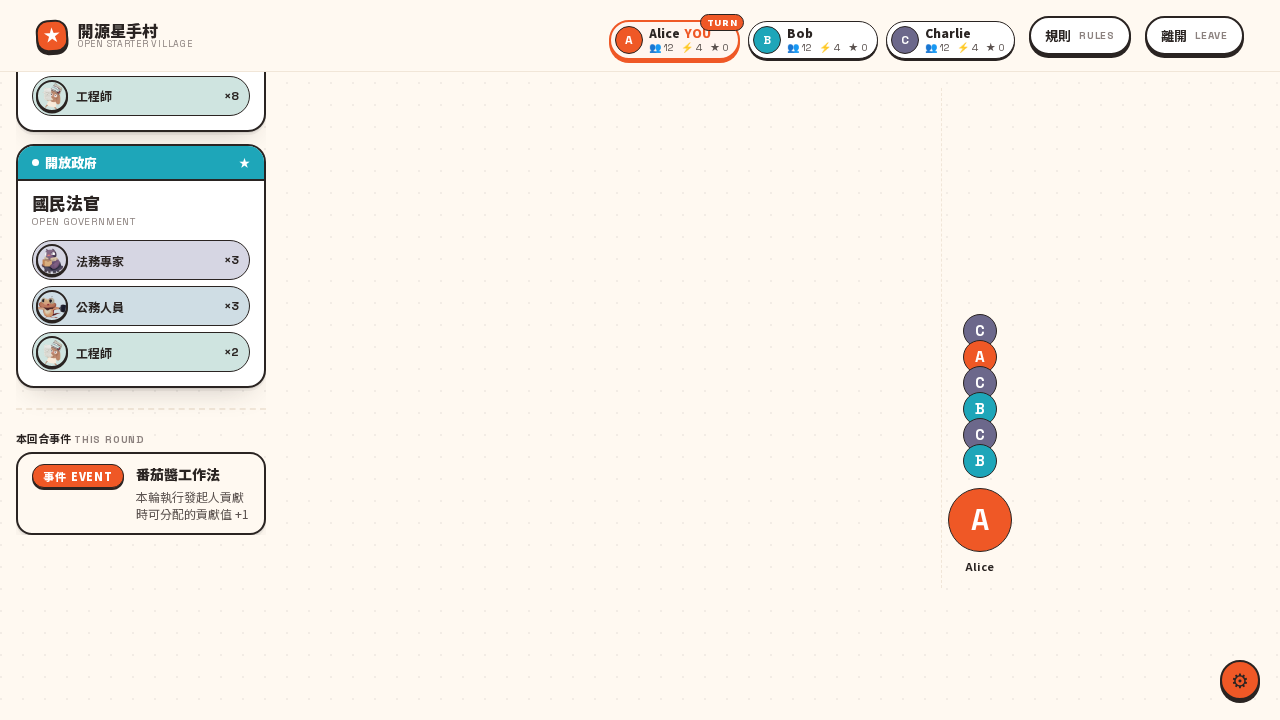 開源星手村
OPEN STARTER VILLAGE
TURN
A
Alice YOU
👥 12 ⚡ 4 ★ 0
B
Bob
👥 12 ⚡ 4 ★ 0
C
Charlie
👥 12 ⚡ 4 ★ 0
規則 RULES
離開 LEAVE
工程師 ×8
開放政府 ★
國民法官
OPEN GOVERNMENT
法務專家 ×3
公務人員 ×3
工程師 ×2
本回合事件 THIS ROUND
事件 EVENT
番茄醬工作法
本輪執行發起人貢獻
時可分配的貢獻值 +1
C
A
C
B
C
B
A
Alice